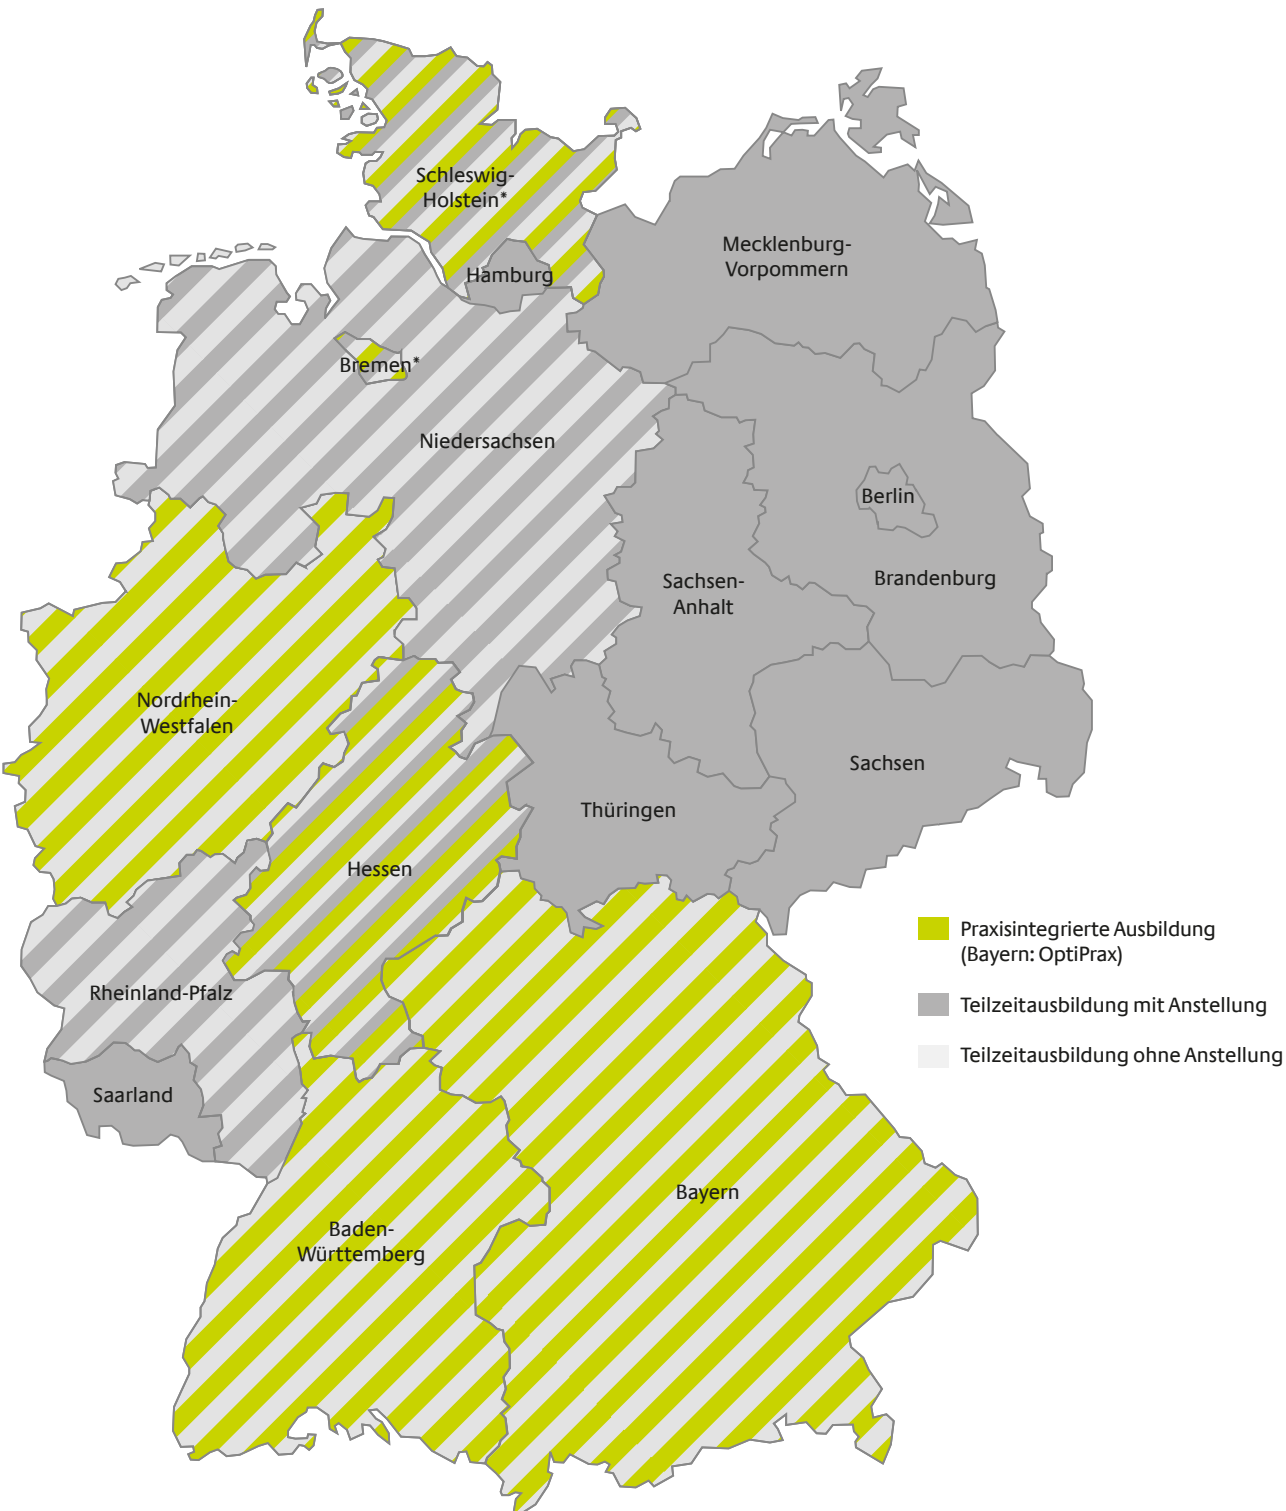 Schleswig-
Holstein*
Mecklenburg-
Vorpommern
Hamburg
Bremen*
Niedersachsen
Berlin
Sachsen-
Anhalt
Brandenburg
Nordrhein-
Westfalen
Sachsen
Thüringen
Hessen
Rheinland-Pfalz
Saarland
Bayern
Baden-
Württemberg
Praxisintegrierte Ausbildung
(Bayern: OptiPrax)
Teilzeitausbildung mit Anstellung
Teilzeitausbildung ohne Anstellung